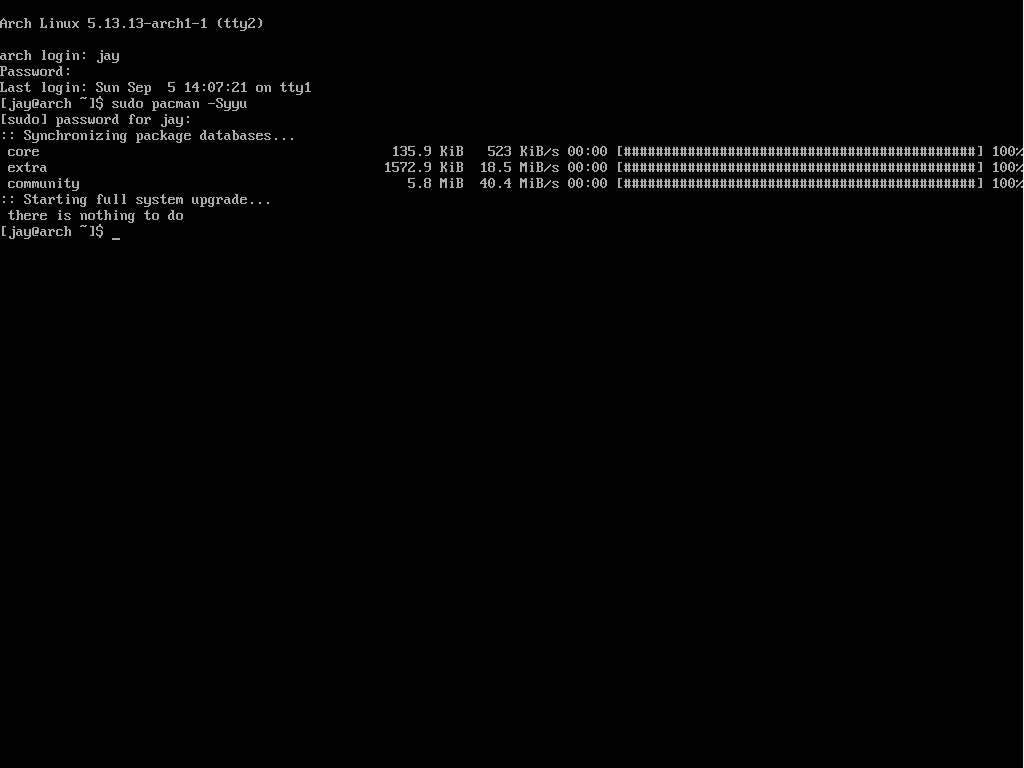 Arch Linux 5.13.13-arch1-1 (tty2)
arch login: jay
Password:
Last login: Sun Sep  5 14:07:21 on tty1
[jay@arch ~]$ sudo pacman -Syyu
[sudo] password for jay:
:: Synchronizing package databases...
 core                                            135.9 KiB   523 KiB/s 00:00 [############################################] 100%
 extra                                          1572.9 KiB  18.5 MiB/s 00:00 [############################################] 100%
 community                                         5.8 MiB  40.4 MiB/s 00:00 [############################################] 100%
:: Starting full system upgrade...
 there is nothing to do
[jay@arch ~]$ _